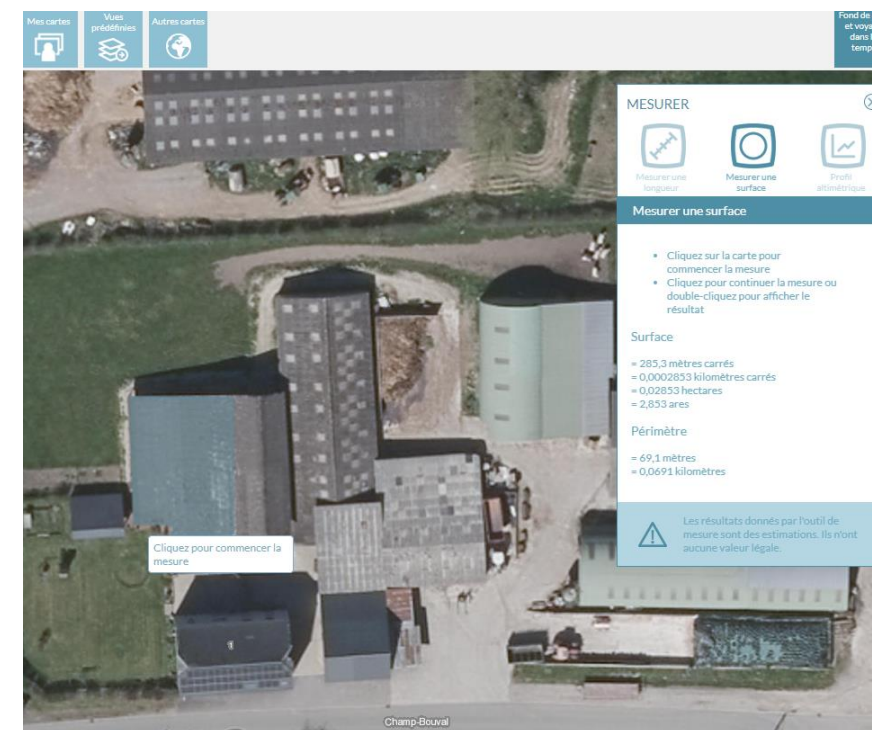 Mes cartes
Vues
prédéfinies
Autres cartes
Fond de
et voya
dans l
temp
MESURER
Mesurer une
longueur
Mesurer une
surface
Profil
altimétrique
Mesurer une surface
Cliquez sur la carte pour
commencer la mesure
Cliquez pour continuer la mesure ou
double-cliquez pour afficher le
résultat
Surface
= 285,3 mètres carrés
= 0,0002853 kilomètres carrés
= 0,02853 hectares
= 2,853 ares
Périmètre
= 69,1 mètres
= 0,0691 kilomètres
Les résultats donnés par l'outil de
mesure sont des estimations. Ils n'ont
aucune valeur légale.
Cliquez pour commencer la
mesure
Champ-Bouval